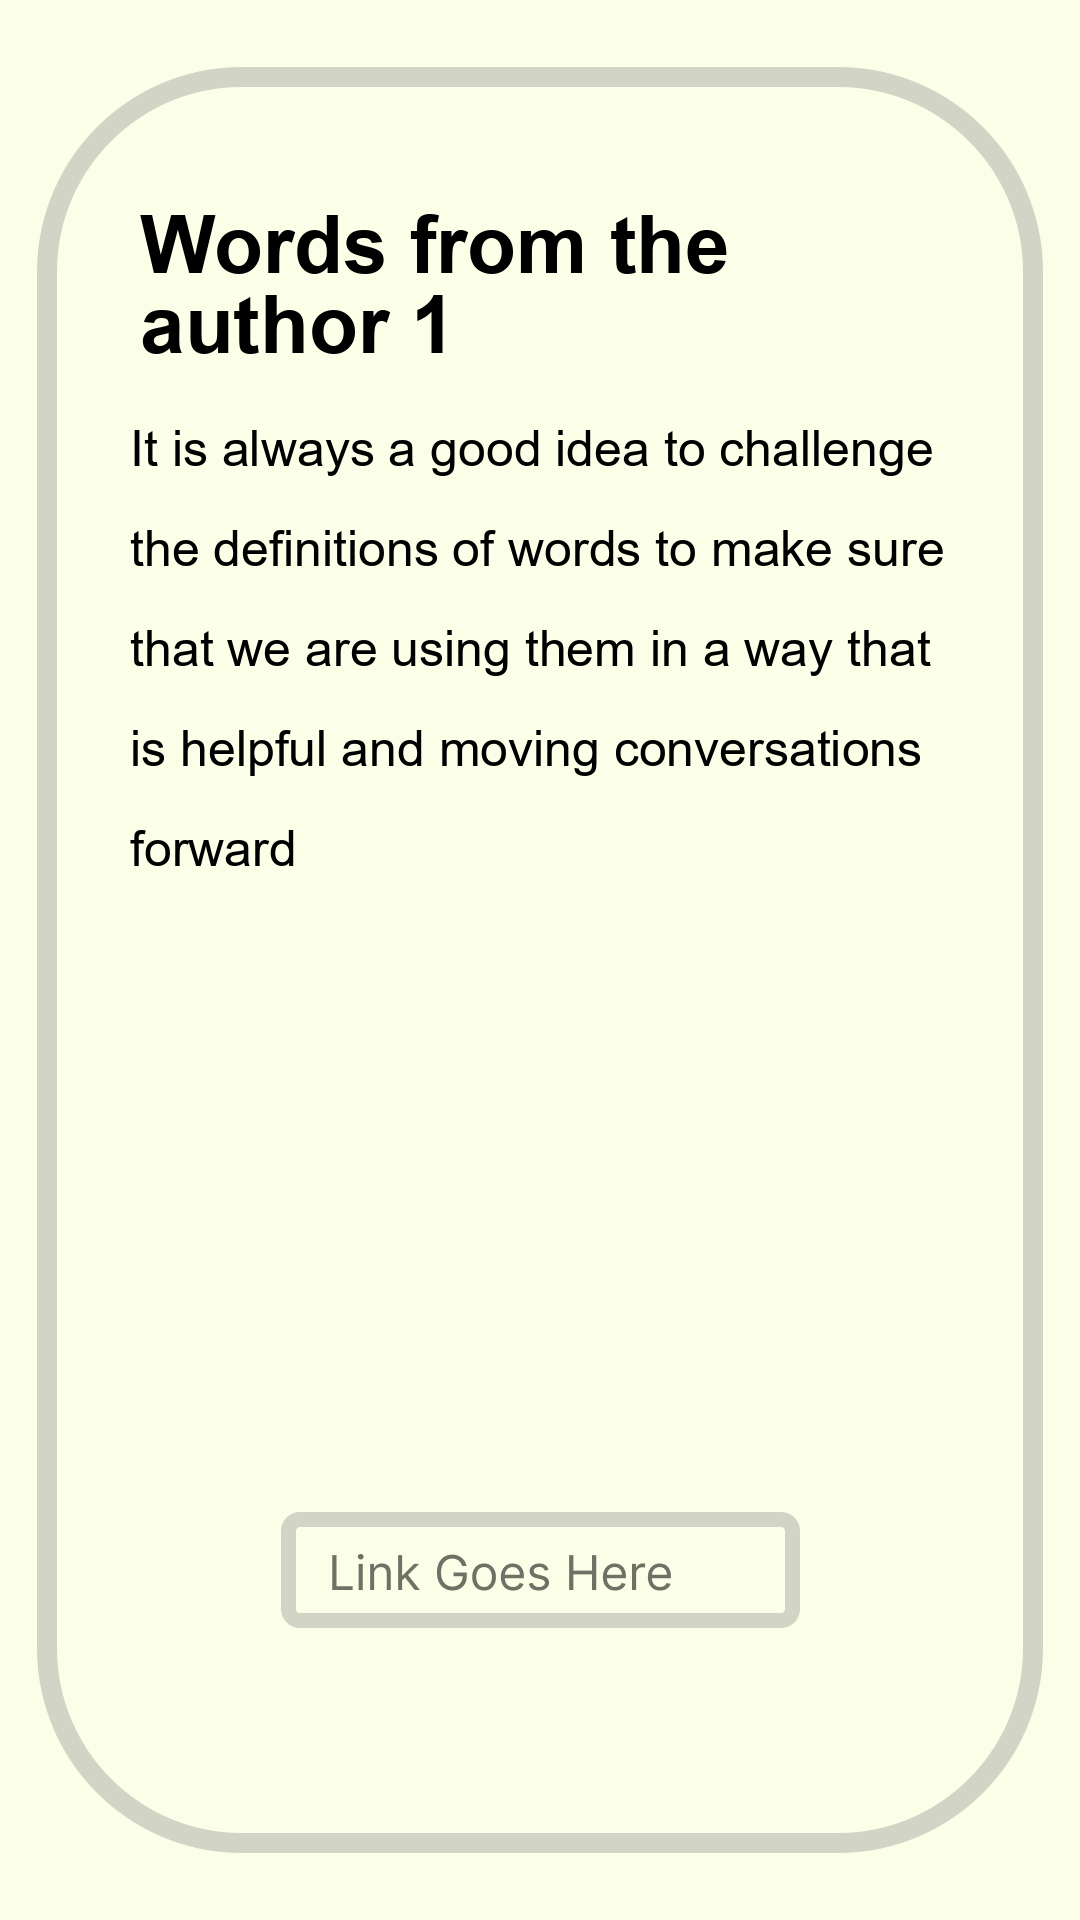 Words from the
author 1
It is always a good idea to challenge
the definitions of words to make sure
that we are using them in a way that
is helpful and moving conversations
forward
Link Goes Here